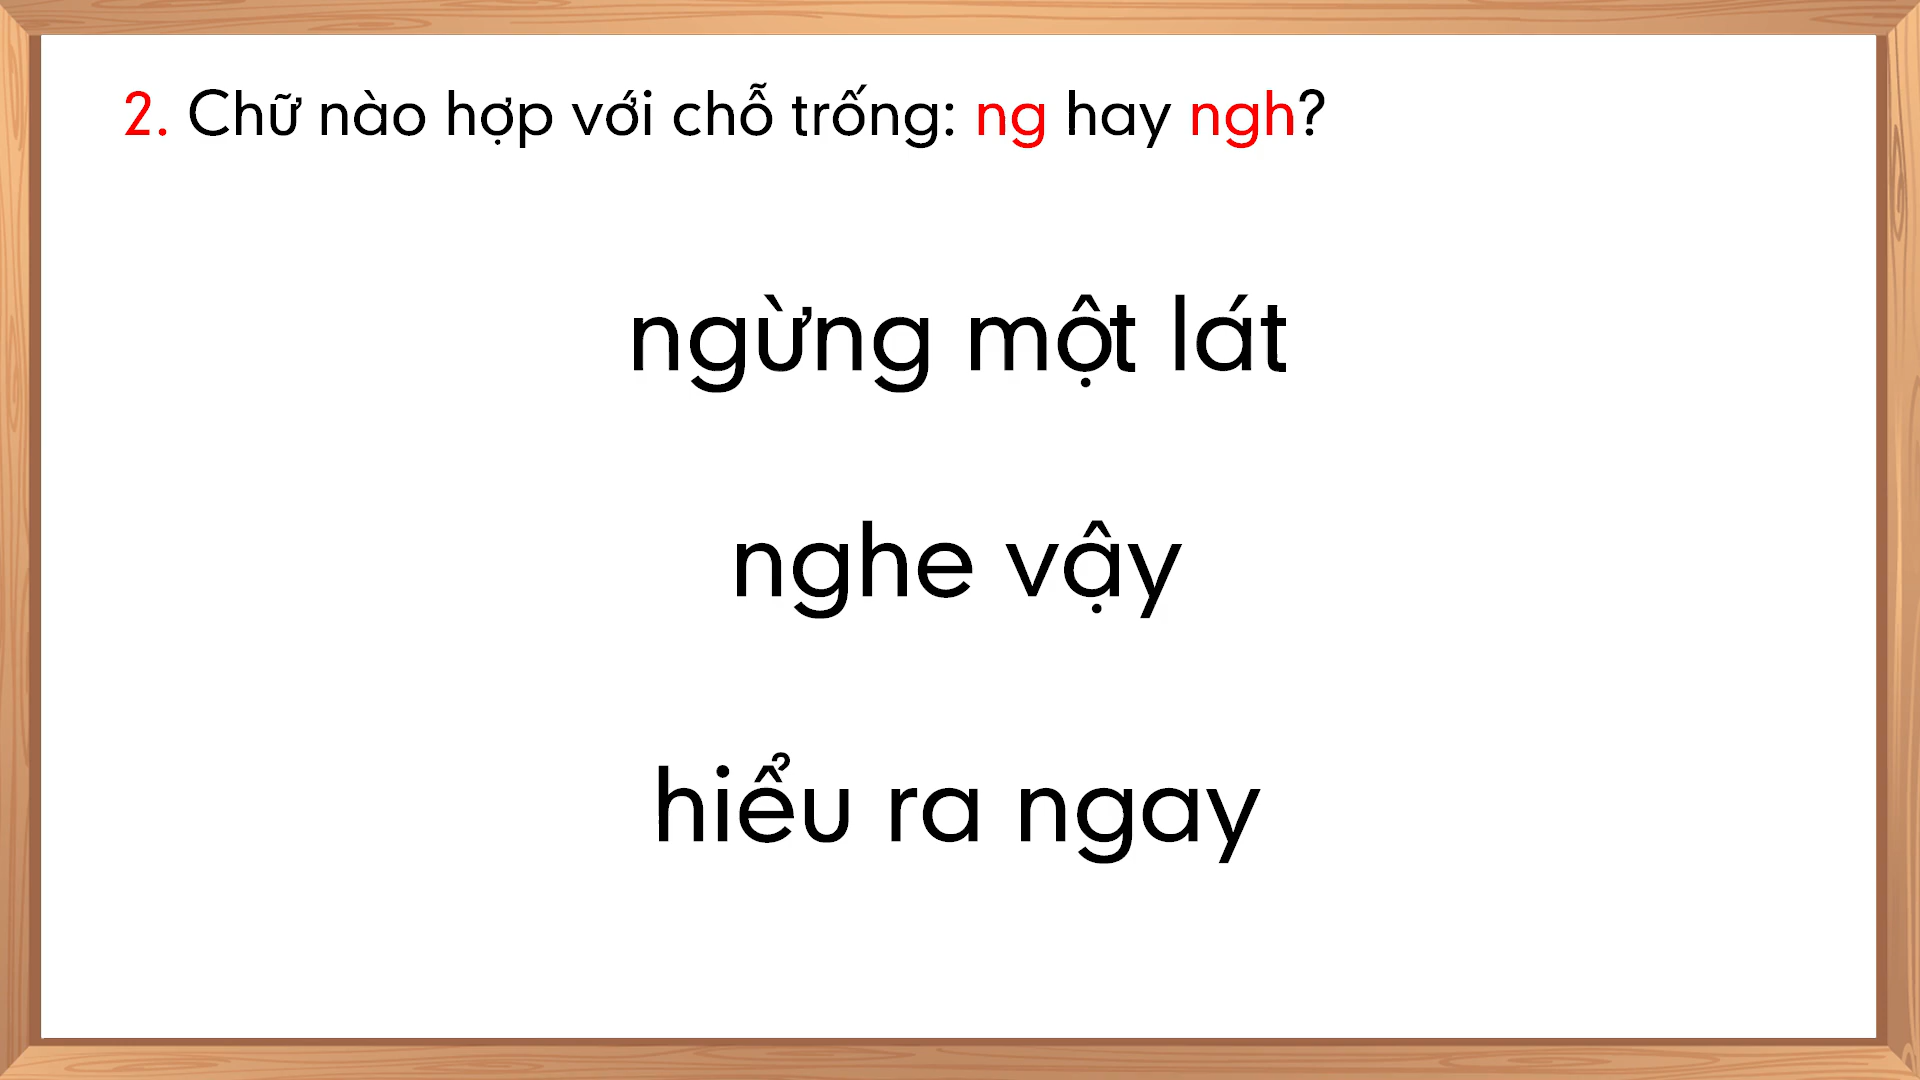 2. Chữ nào hợp với chỗ trống: ng hay ngh?
ngừng một lát
nghe vậy
hiểu ra ngay